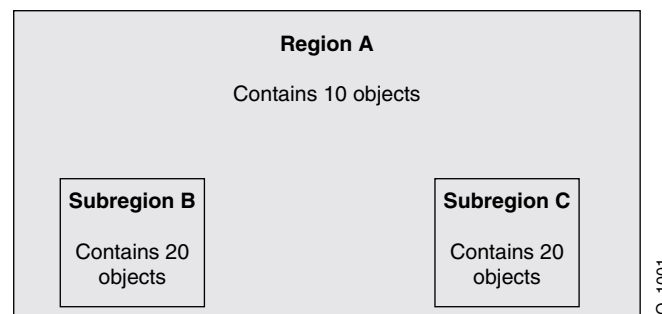 Region A
Contains 10 objects
Subregion B
Contains 20
objects
Subregion C
Contains 20
objects